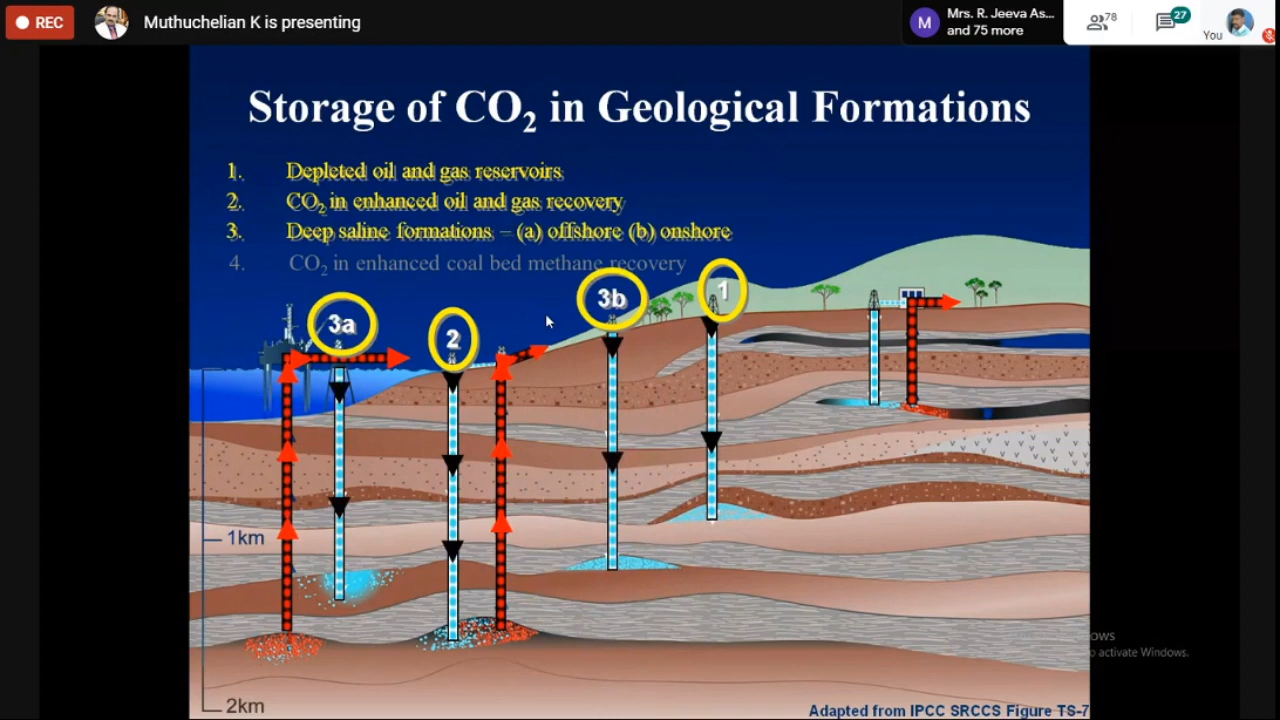 REC
Muthuchelian K is presenting
M
Mrs. R. Jeeva As...
and 75 more
78
27
You
Storage of CO₂ in Geological Formations
1. Depleted oil and gas reservoirs
2. CO₂ in enhanced oil and gas recovery
3. Deep saline formations – (a) offshore (b) onshore
4. CO₂ in enhanced coal bed methane recovery
3a
2
3b
1
1km
2km
ows
o activate Windows.
Adapted from IPCC SRCCS Figure TS-7